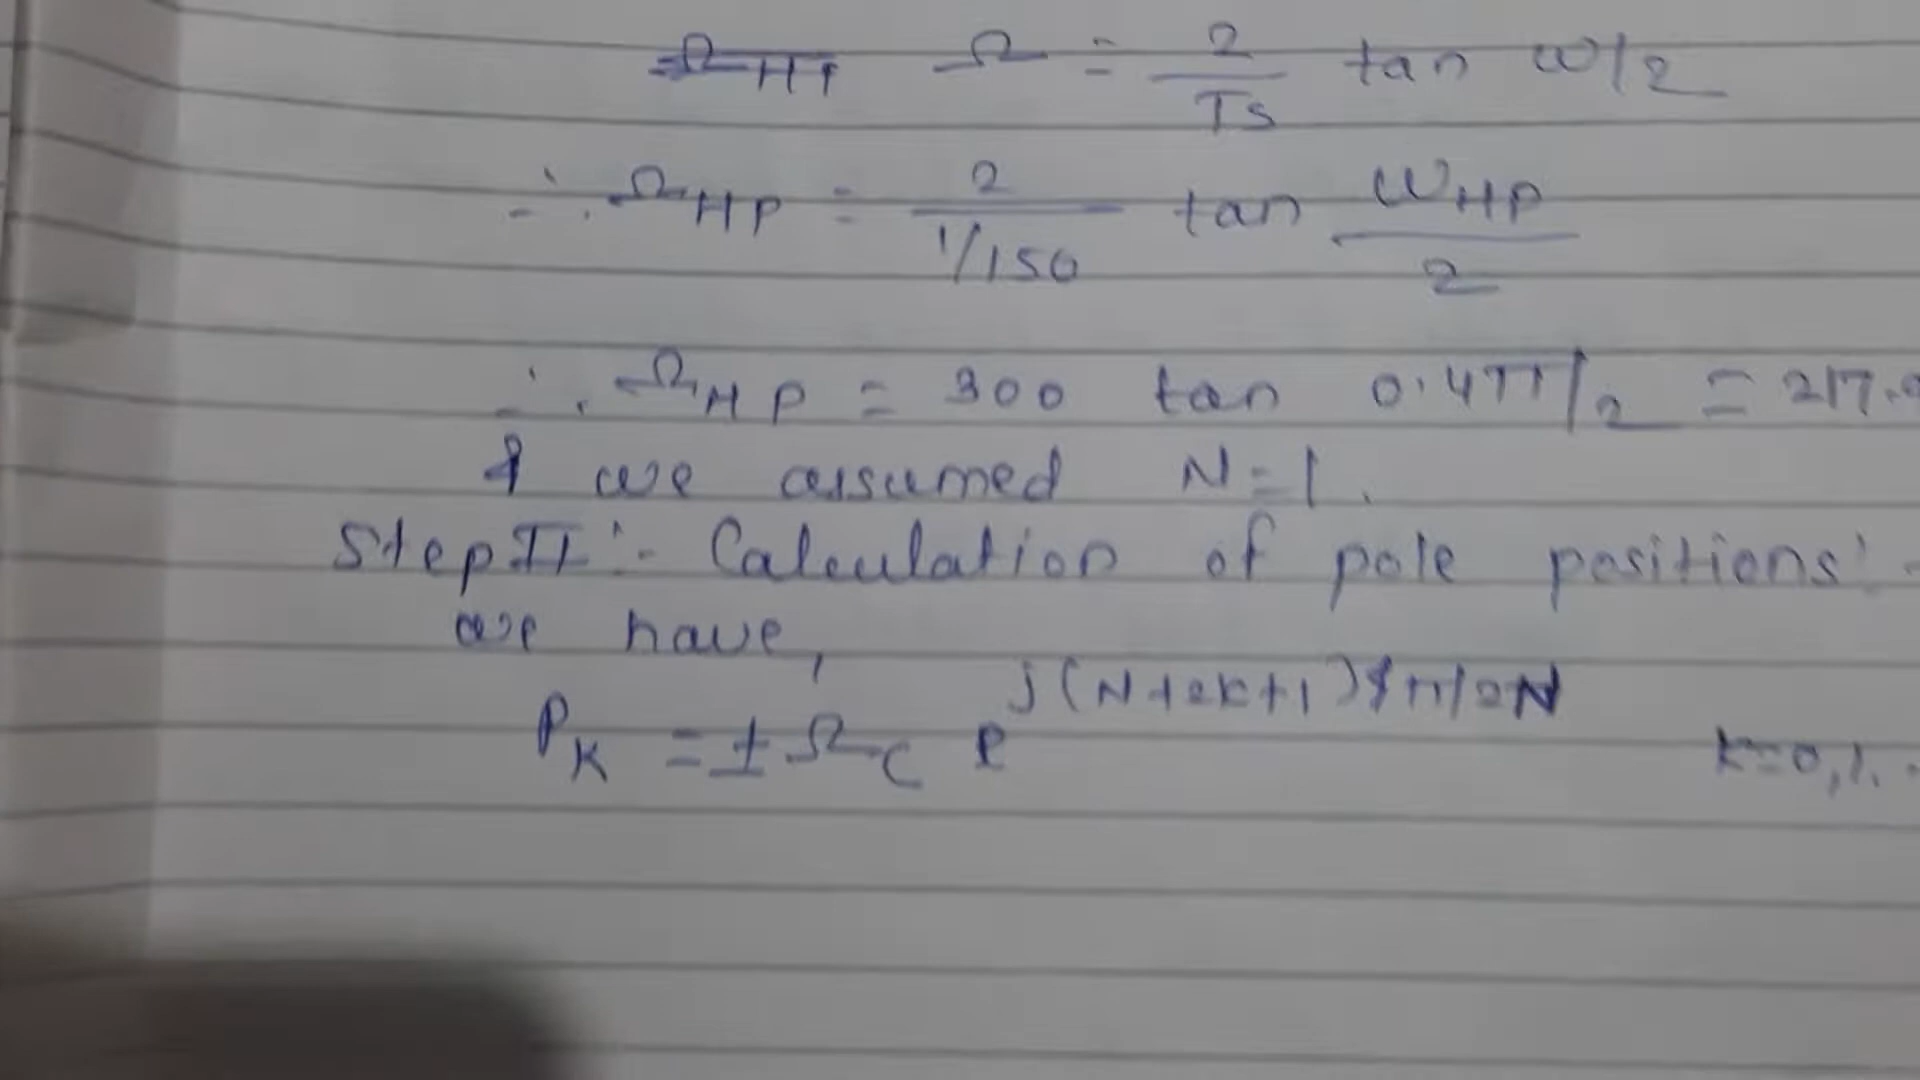 Ω = 2/Ts tan ω/2
∴ ΩHP = 2/(1/150) tan ωHP/2
∴ ΩHP = 300 tan 0.4π/2 = 217.9
& we assumed N=1.
Step II :- Calculation of pole positions:-
we have,
PK = ± ΩC e^j(N+2K+1)π/2N K=0,1.